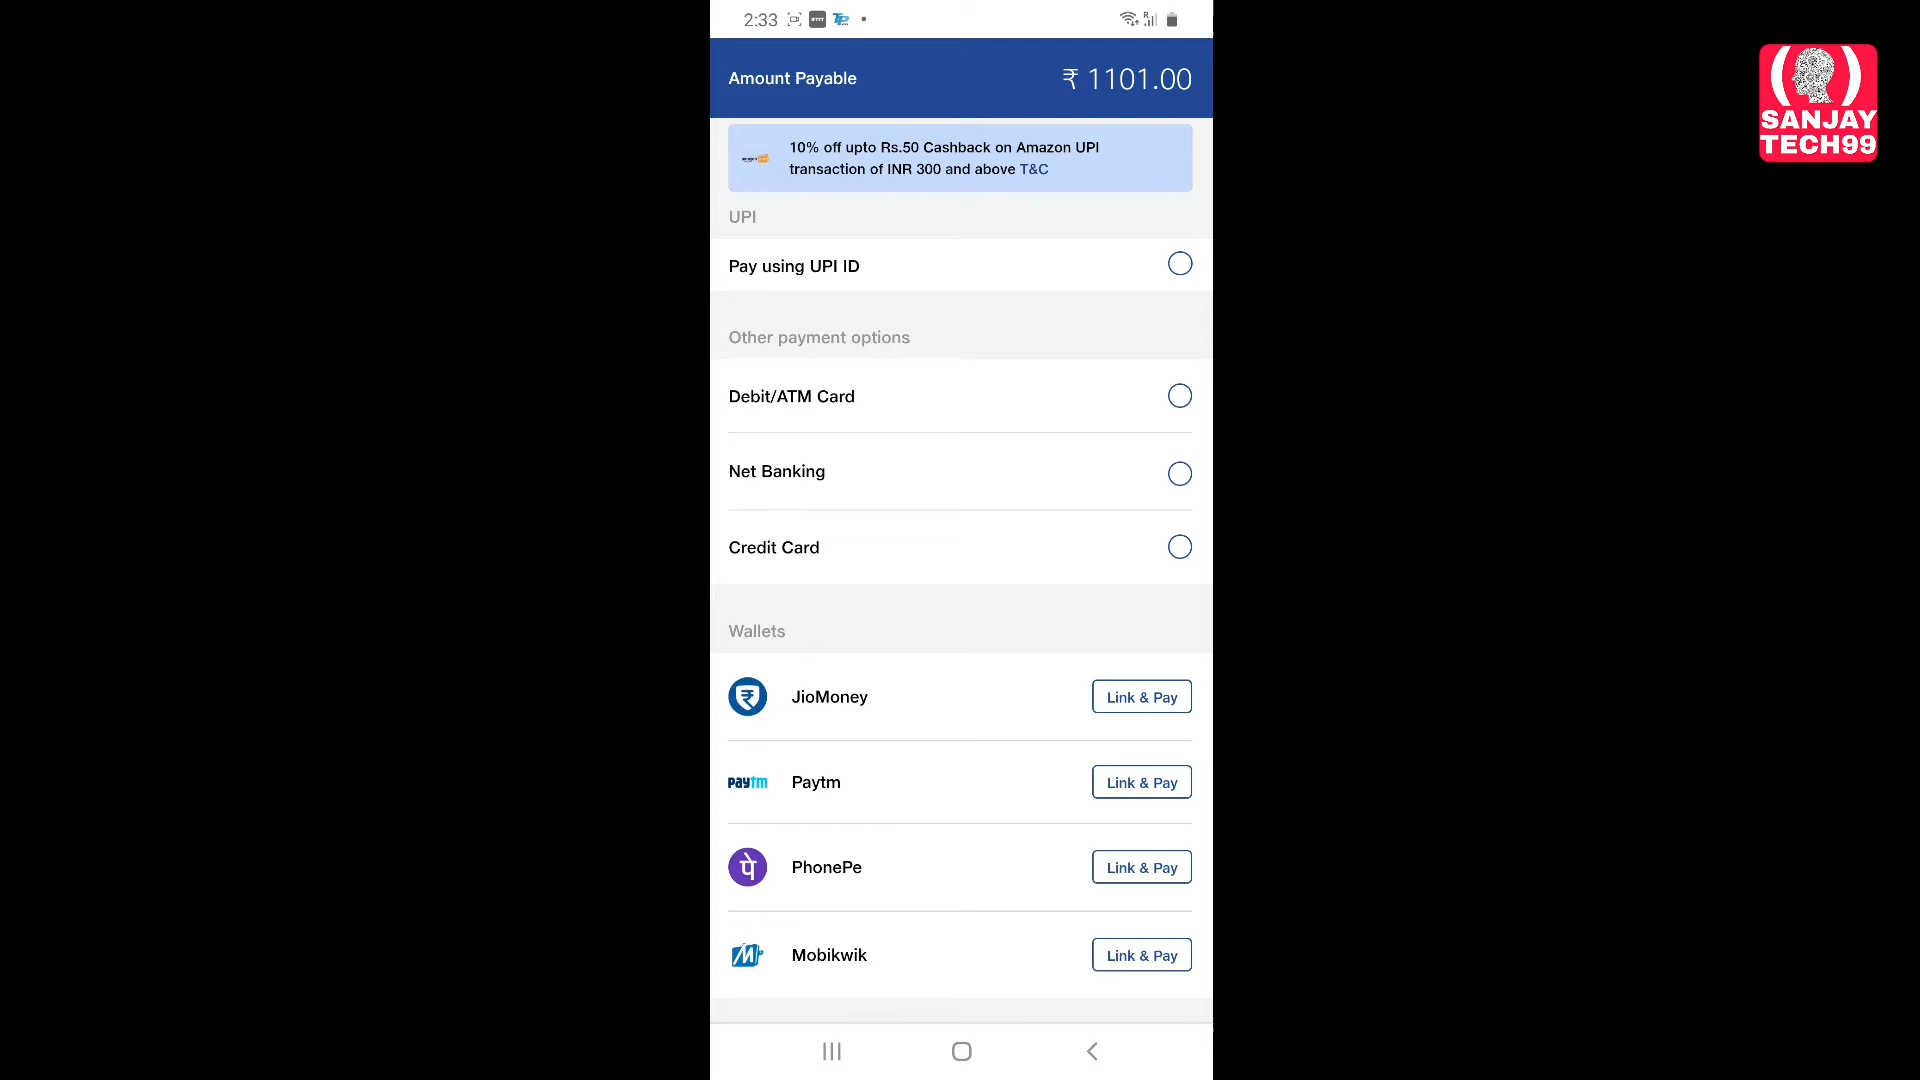 2:33
Amount Payable
₹ 1101.00
10% off upto Rs.50 Cashback on Amazon UPI
transaction of INR 300 and above T&C
UPI
Pay using UPI ID
Other payment options
Debit/ATM Card
Net Banking
Credit Card
Wallets
JioMoney
Link & Pay
paytm
Paytm
Link & Pay
पे
PhonePe
Link & Pay
Mobikwik
Link & Pay
SANJAY
TECH99